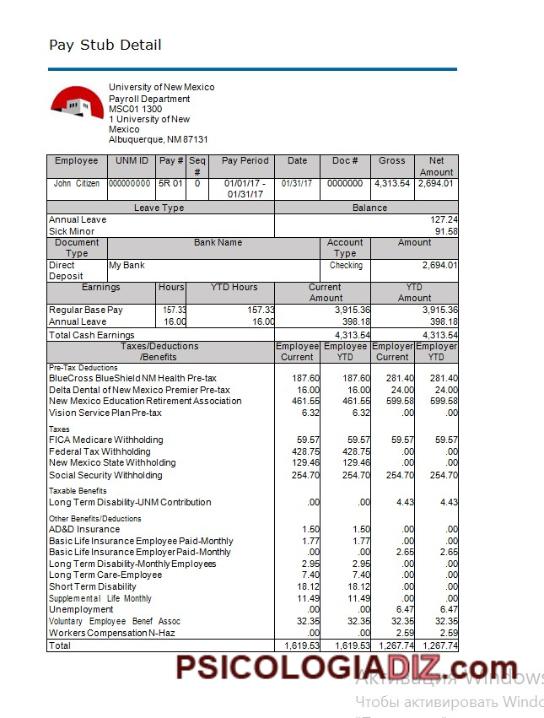 Pay Stub Detail
University of New Mexico
Payroll Department
MSC01 1300
1 University of New
Mexico
Albuquerque, NM 87131
Employee UNM ID Pay # Seq # Pay Period Date Doc # Gross Net Amount
John Citizen 000000000 5R 01 0 01/01/17 - 01/31/17 01/31/17 0000000 4,313.54 2,694.01
Leave Type Balance
Annual Leave 127.24
Sick Minor 91.58
Document Type Bank Name Account Type Amount
Direct Deposit My Bank Checking 2,694.01
Earnings Hours YTD Hours Current Amount YTD Amount
Regular Base Pay 157.33 157.33 3,915.36 3,915.36
Annual Leave 16.00 16.00 398.18 398.18
Total Cash Earnings 4,313.54 4,313.54
Taxes/Deductions /Benefits Employee Current Employee YTD Employer Current Employer YTD
Pre-Tax Deductions
BlueCross BlueShield NM Health Pre-tax 187.60 187.60 281.40 281.40
Delta Dental of New Mexico Premier Pre-tax 16.00 16.00 24.00 24.00
New Mexico Education Retirement Association 461.55 461.55 599.58 599.58
Vision Service Plan Pre-tax 6.32 6.32 .00 .00
Taxes
FICA Medicare Withholding 59.57 59.57 59.57 59.57
Federal Tax Withholding 428.75 428.75 .00 .00
New Mexico State Withholding 129.46 129.46 .00 .00
Social Security Withholding 254.70 254.70 254.70 254.70
Taxable Benefits
Long Term Disability-UNM Contribution .00 .00 4.43 4.43
Other Benefits/Deductions
AD&D Insurance 1.50 1.50 .00 .00
Basic Life Insurance Employee Paid-Monthly 1.77 1.77 .00 .00
Basic Life Insurance Employer Paid-Monthly .00 .00 2.65 2.65
Long Term Disability-Monthly Employees 2.95 2.95 .00 .00
Long Term Care-Employee 7.40 7.40 .00 .00
Short Term Disability 18.12 18.12 .00 .00
Supplemental Life Monthly 11.49 11.49 .00 .00
Unemployment .00 .00 6.47 6.47
Voluntary Employee Benef Assoc 32.35 32.35 32.35 32.35
Workers Compensation N-Haz .00 .00 2.59 2.59
Total 1,619.53 1,619.53 1,267.74 1,267.74
PSICOLOGIADIZ.com
Активация Windows
Чтобы активировать Windo